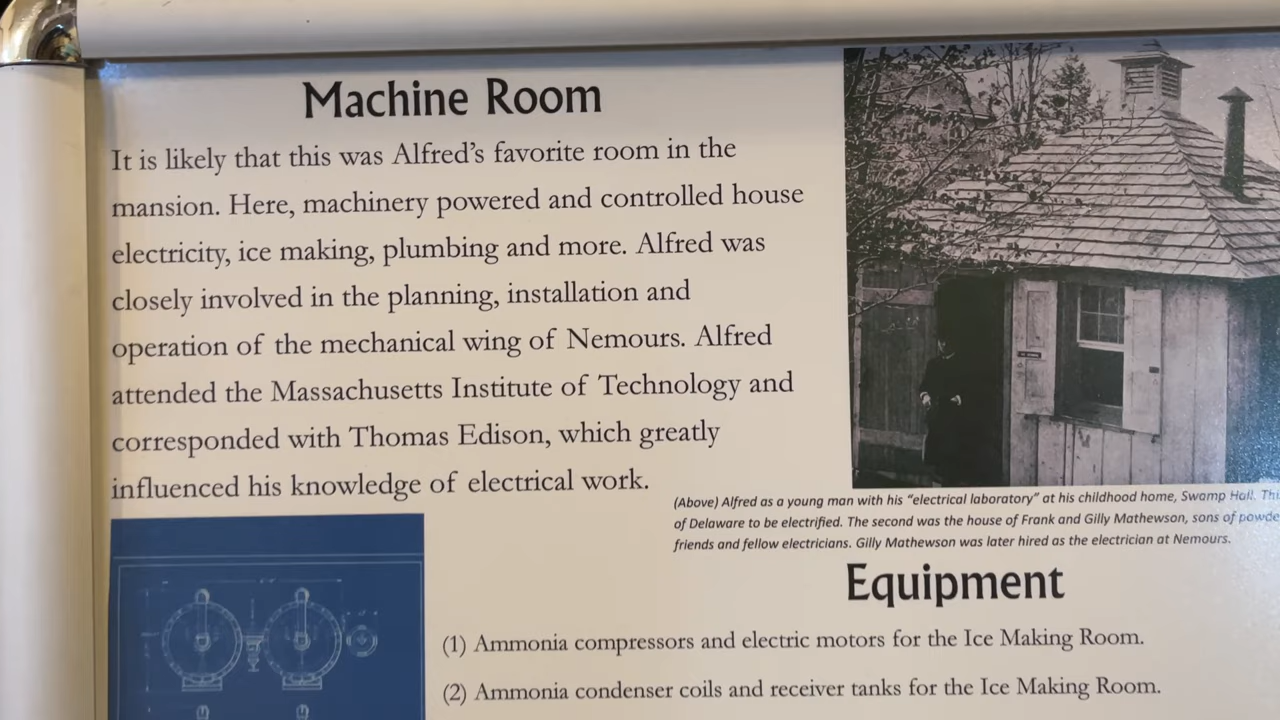 Machine Room
It is likely that this was Alfred's favorite room in the
mansion. Here, machinery powered and controlled house
electricity, ice making, plumbing and more. Alfred was
closely involved in the planning, installation and
operation of the mechanical wing of Nemours. Alfred
attended the Massachusetts Institute of Technology and
corresponded with Thomas Edison, which greatly
influenced his knowledge of electrical work.
(Above) Alfred as a young man with his "electrical laboratory" at his childhood home, Swamp Hall.
of Delaware to be electrified. The second was the house of Frank and Gilly Mathewson, sons of
friends and fellow electricians. Gilly Mathewson was later hired as the electrician at Nemours.
Equipment
(1) Ammonia compressors and electric motors for the Ice Making Room.
(2) Ammonia condenser coils and receiver tanks for the Ice Making Room.